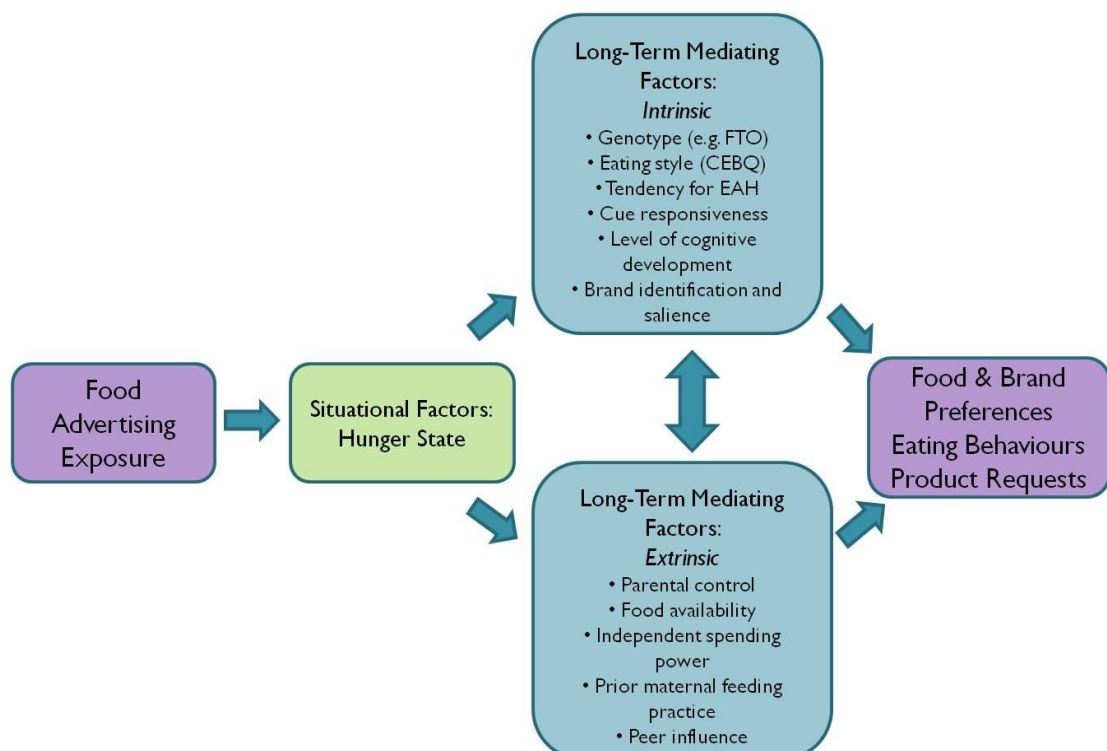 Food
Advertising
Exposure
Situational Factors:
Hunger State
Long-Term Mediating
Factors:
Intrinsic
• Genotype (e.g. FTO)
• Eating style (CEBQ)
• Tendency for EAH
• Cue responsiveness
• Level of cognitive
development
• Brand identification and
salience
Long-Term Mediating
Factors:
Extrinsic
• Parental control
• Food availability
• Independent spending
power
• Prior maternal feeding
practice
• Peer influence
Food & Brand
Preferences
Eating Behaviours
Product Requests